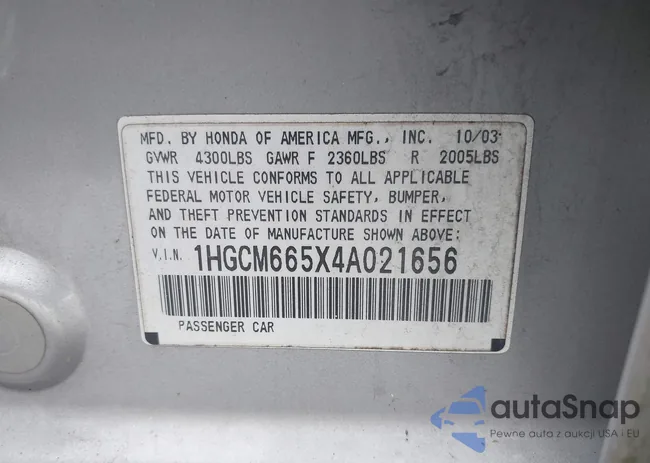 MFD. BY HONDA OF AMERICA MFG., INC. 10/03
GVWR 4300LBS GAWR F 2360LBS R 2005LBS
THIS VEHICLE CONFORMS TO ALL APPLICABLE
FEDERAL MOTOR VEHICLE SAFETY, BUMPER,
AND THEFT PREVENTION STANDARDS IN EFFECT
ON THE DATE OF MANUFACTURE SHOWN ABOVE:
V.I.N. 1HGCM665X4A021656
PASSENGER CAR
autaSnap
Pewne auta z aukcji USA i EU